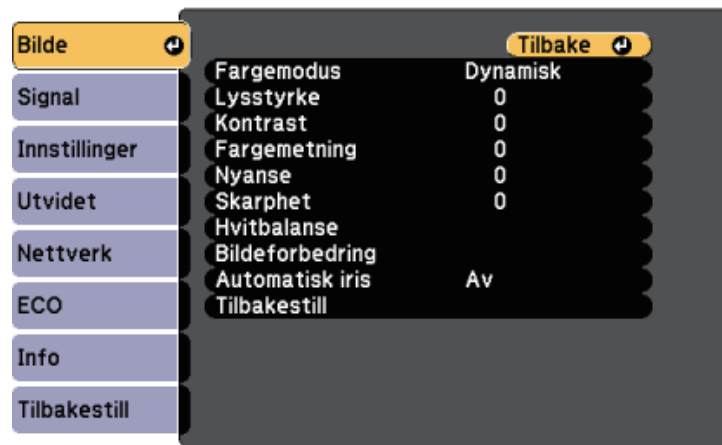 Bilde
Signal
Innstillinger
Utvidet
Nettverk
ECO
Info
Tilbakestill
Tilbake
Fargemodus Dynamisk
Lysstyrke 0
Kontrast 0
Fargemetning 0
Nyanse 0
Skarphet 0
Hvitbalanse
Bildeforbedring
Automatisk iris Av
Tilbakestill